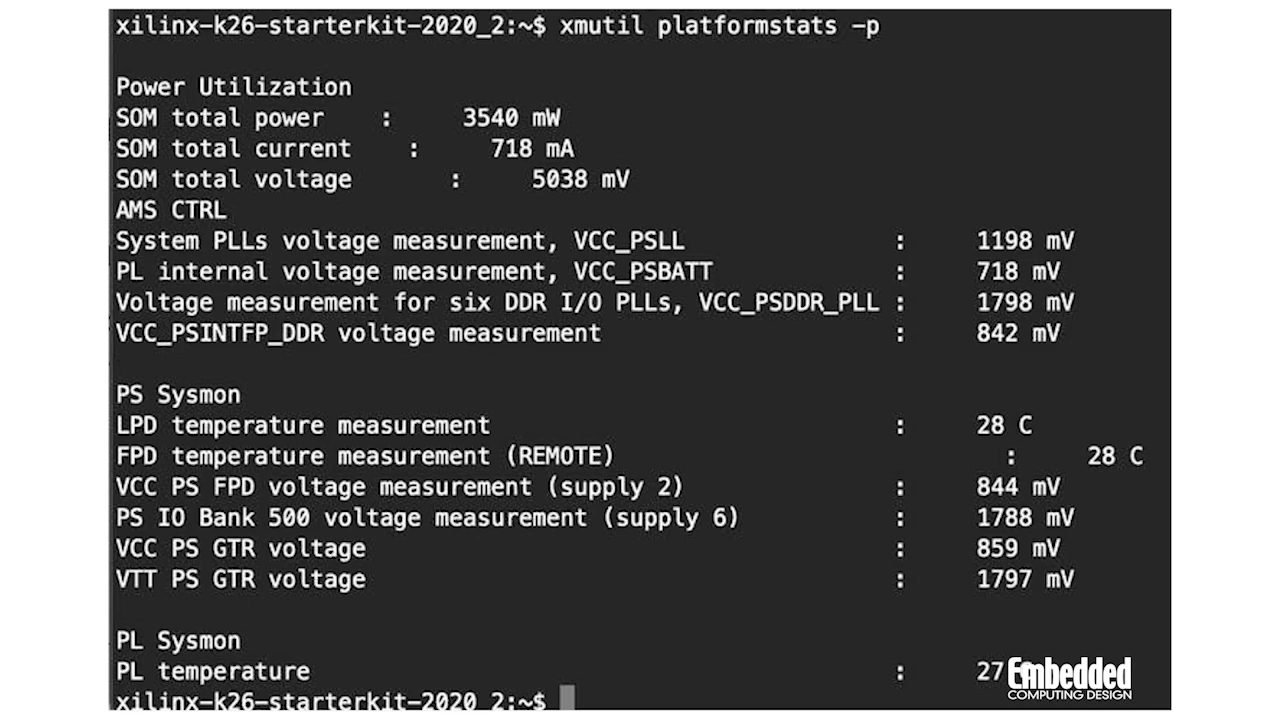 xilinx-k26-starterkit-2020_2:~$ xmutil platformstats -p
Power Utilization
SOM total power : 3540 mW
SOM total current : 718 mA
SOM total voltage : 5038 mV
AMS CTRL
System PLLs voltage measurement, VCC_PSLL : 1198 mV
PL internal voltage measurement, VCC_PSBATT : 718 mV
Voltage measurement for six DDR I/O PLLs, VCC_PSDDR_PLL : 1798 mV
VCC_PSINTFP_DDR voltage measurement : 842 mV
PS Sysmon
LPD temperature measurement : 28 C
FPD temperature measurement (REMOTE) : 28 C
VCC PS FPD voltage measurement (supply 2) : 844 mV
PS IO Bank 500 voltage measurement (supply 6) : 1788 mV
VCC PS GTR voltage : 859 mV
VTT PS GTR voltage : 1797 mV
PL Sysmon
PL temperature : 27
xilinx-k26-starterkit-2020_2:~$
Embedded
COMPUTING DESIGN